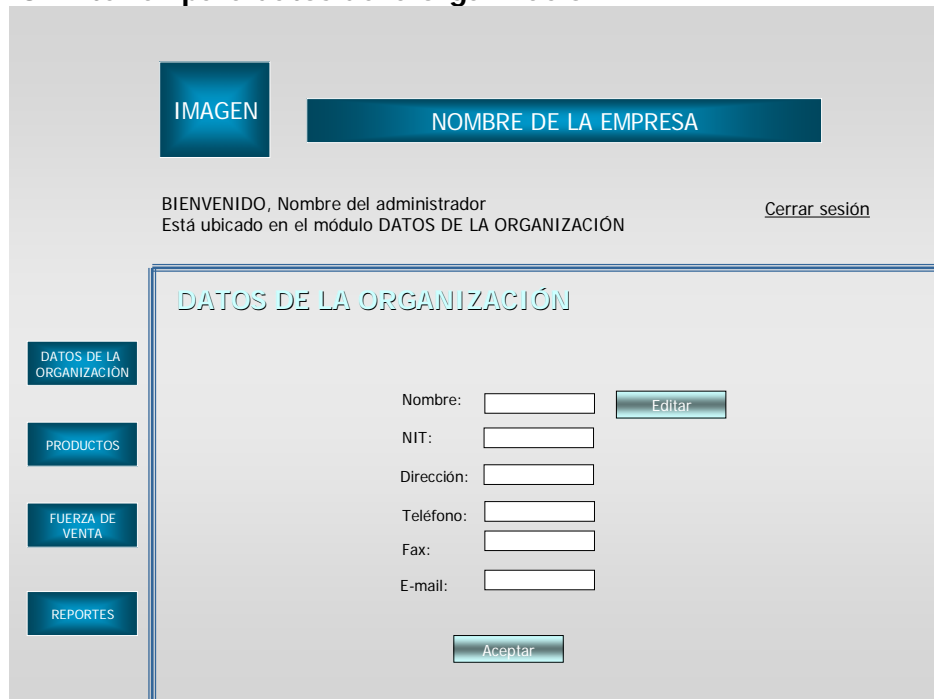 IMAGEN
NOMBRE DE LA EMPRESA
BIENVENIDO, Nombre del administrador
Está ubicado en el módulo DATOS DE LA ORGANIZACIÓN
Cerrar sesión
DATOS DE LA ORGANIZACIÓN
DATOS DE LA
ORGANIZACIÒN
PRODUCTOS
FUERZA DE
VENTA
REPORTES
Nombre:
Editar
NIT:
Dirección:
Teléfono:
Fax:
E-mail:
Aceptar